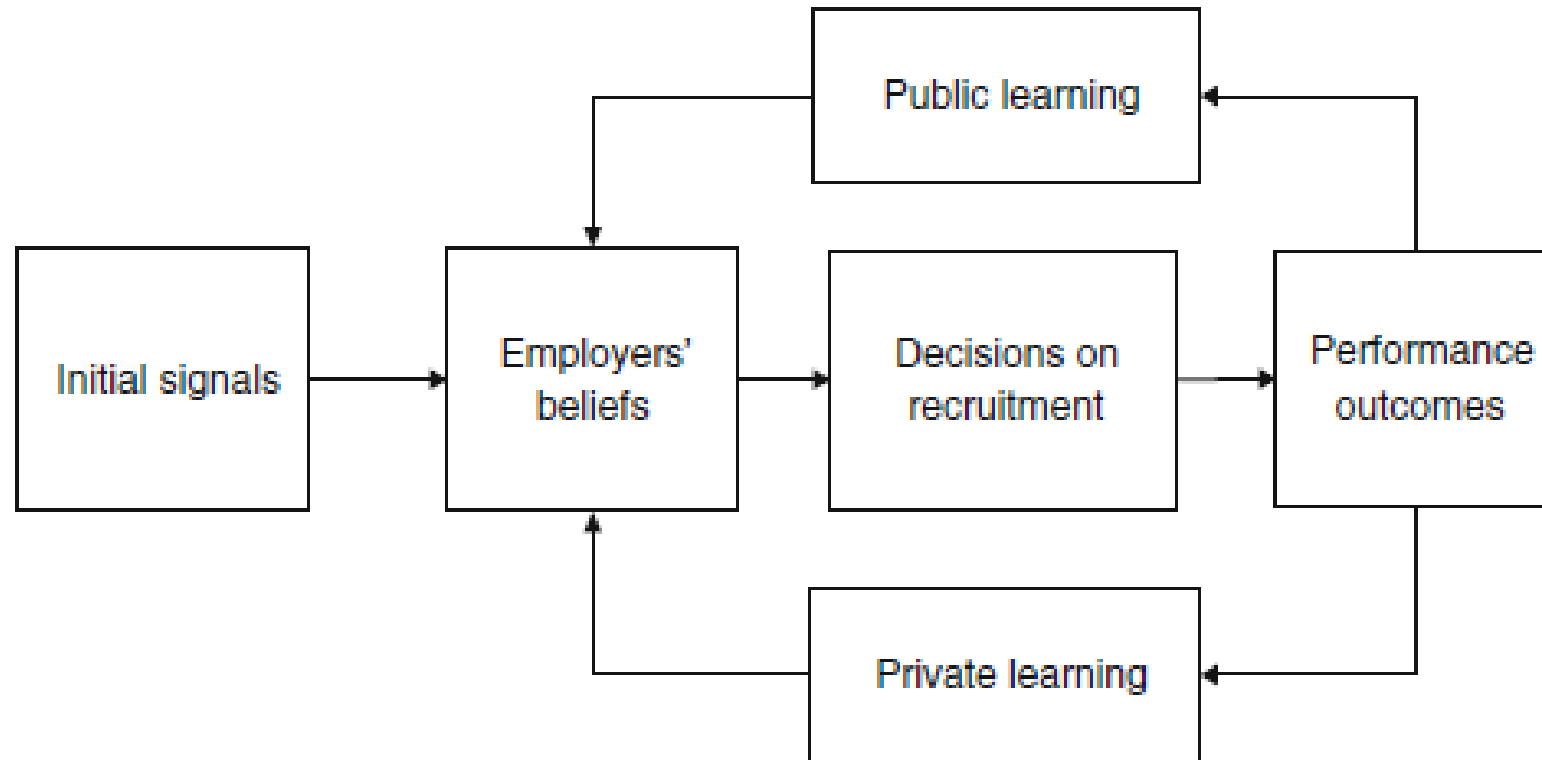 Public learning
Initial signals
Employers'
beliefs
Decisions on
recruitment
Performance
outcomes
Private learning